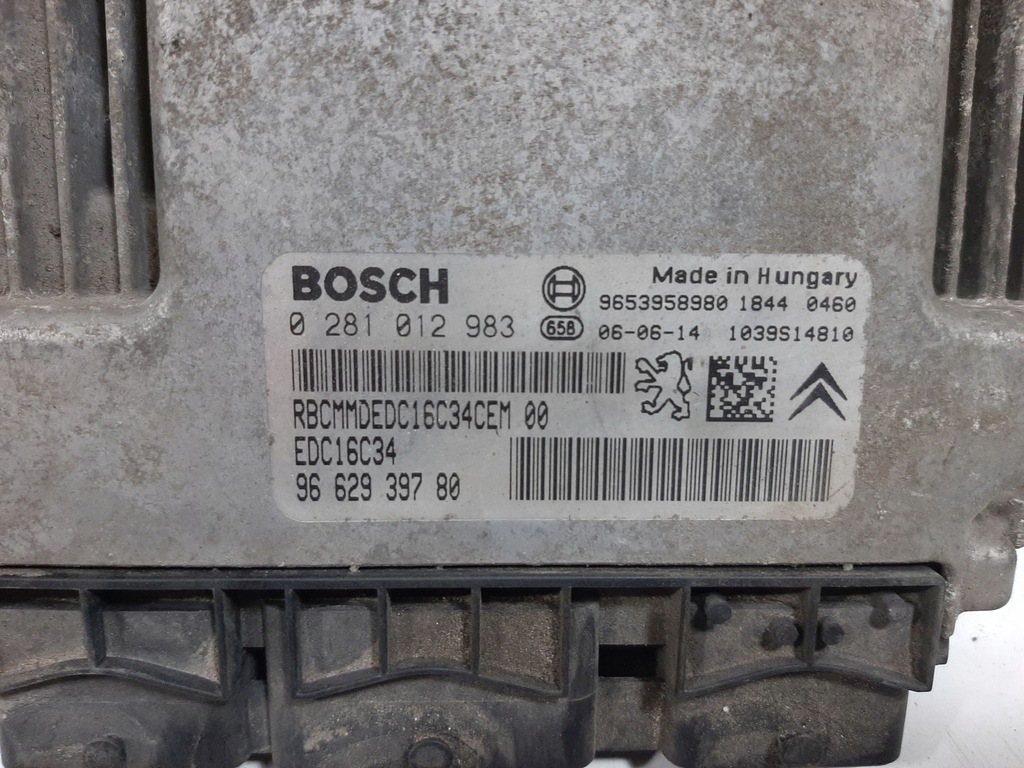 BOSCH
Made in Hungary
9653958980 1844 0460
0 281 012 983 658 06-06-14 1039S14810
RBCMMDEDC16C34CEM 00
EDC16C34
96 629 397 80